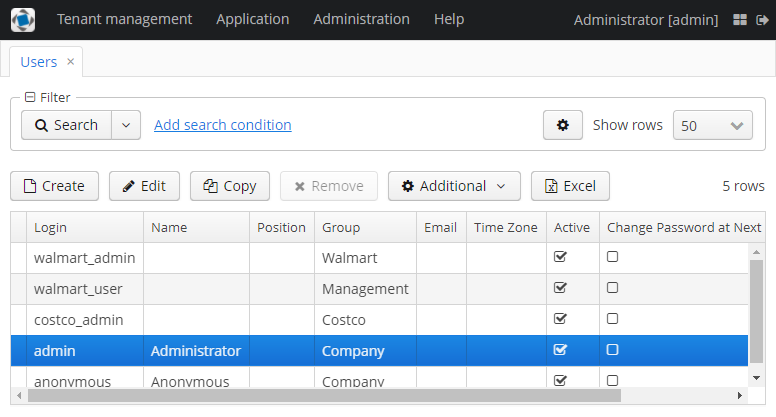 Tenant management Application Administration Help Administrator [admin]
Users ×
Filter
Search Add search condition Show rows 50
Create Edit Copy Remove Additional Excel 5 rows
Login Name Position Group Email Time Zone Active Change Password at Next
walmart_admin Walmart
walmart_user Management
costco_admin Costco
admin Administrator Company
anonymous Anonymous Company